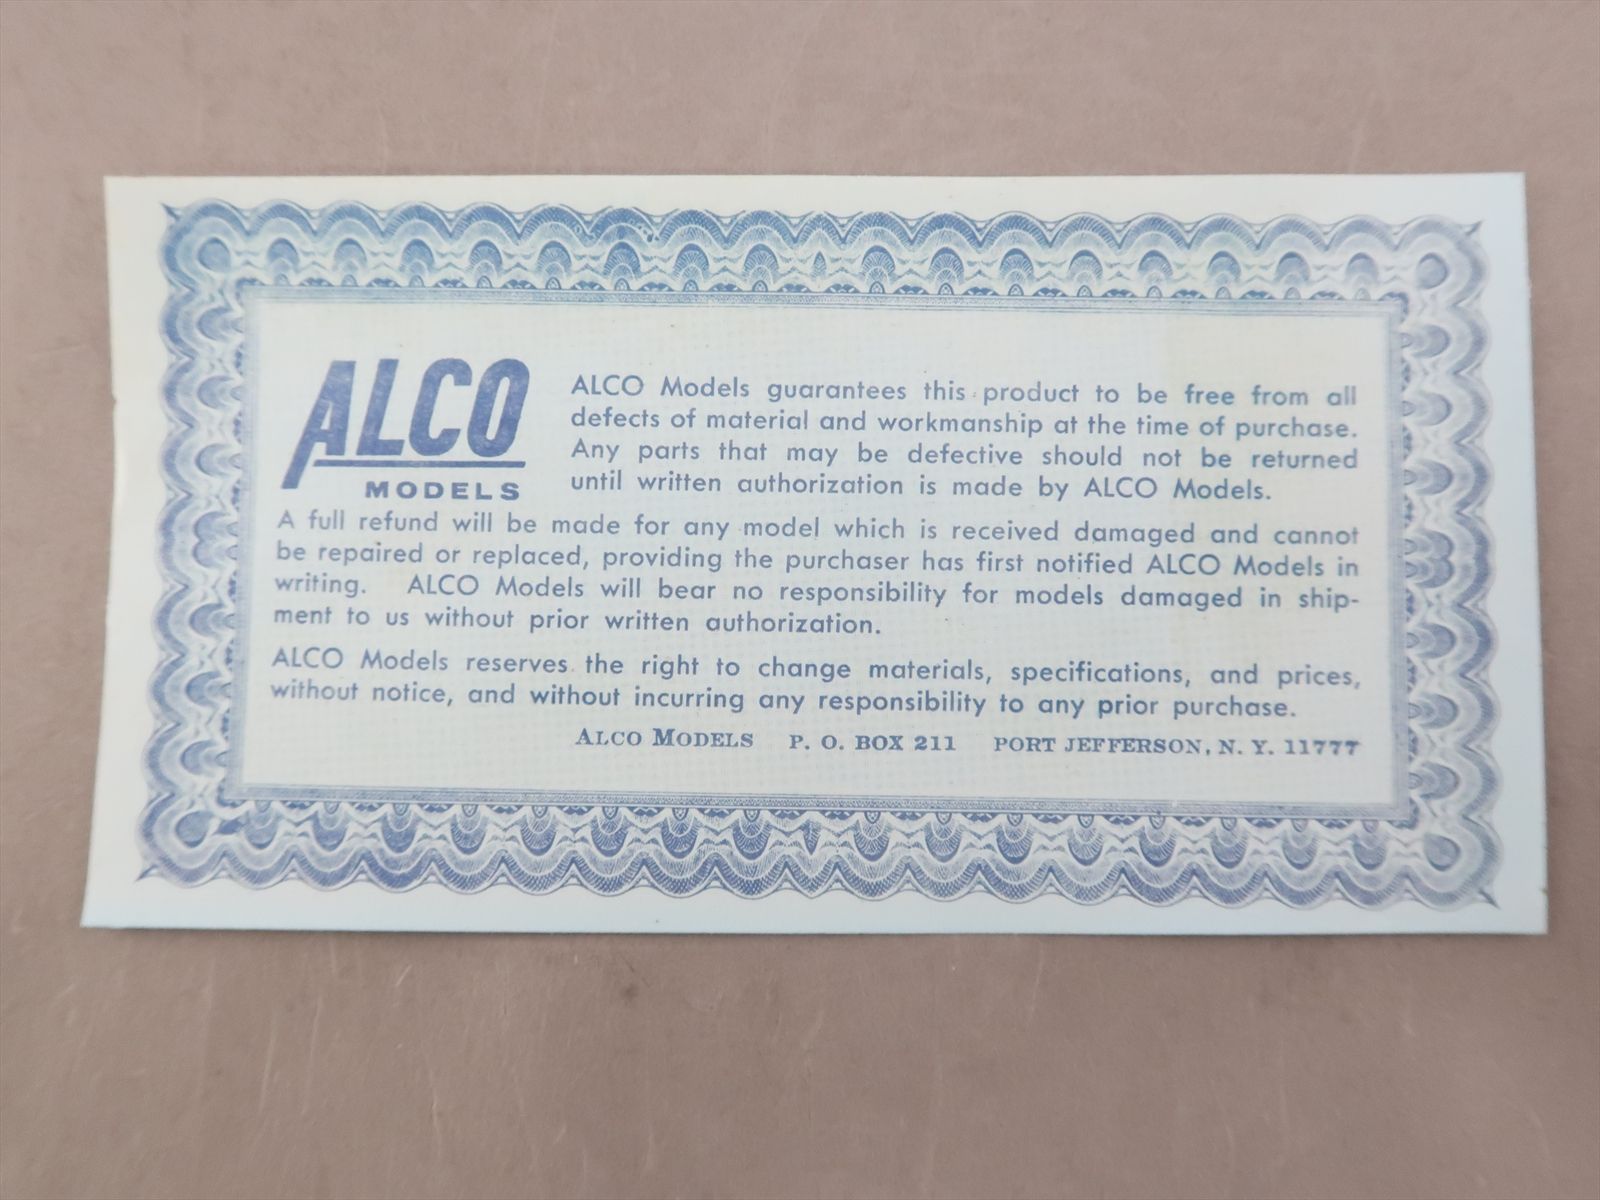 ALCO
MODELS
ALCO Models guarantees this product to be free from all
defects of material and workmanship at the time of purchase.
Any parts that may be defective should not be returned
until written authorization is made by ALCO Models.
A full refund will be made for any model which is received damaged and cannot
be repaired or replaced, providing the purchaser has first notified ALCO Models in
writing. ALCO Models will bear no responsibility for models damaged in ship-
ment to us without prior written authorization.
ALCO Models reserves the right to change materials, specifications, and prices,
without notice, and without incurring any responsibility to any prior purchase.
ALCO MODELS P. O. BOX 211 PORT JEFFERSON, N. Y. 11777